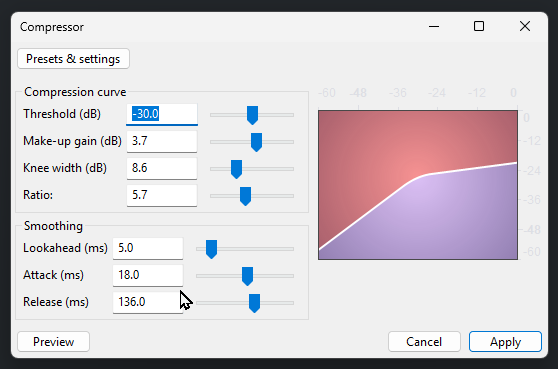 Compressor
Presets & settings
Compression curve
Threshold (dB) -30.0
Make-up gain (dB) 3.7
Knee width (dB) 8.6
Ratio: 5.7
Smoothing
Lookahead (ms) 5.0
Attack (ms) 18.0
Release (ms) 136.0
-60 -48 -36 -24 -12 0
0
-12
-24
-36
-48
-60
Preview
Cancel
Apply